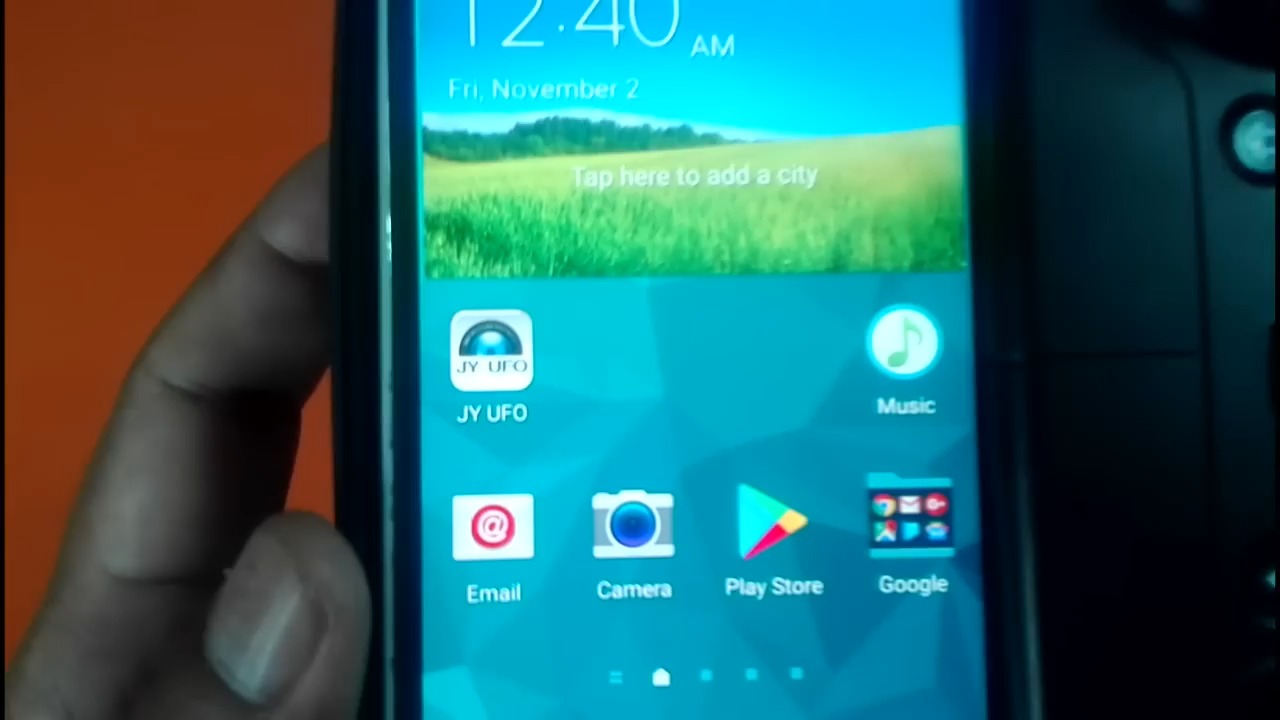 12:40 AM
Fri, November 2
Tap here to add a city
JY UFO
JY UFO
Music
@
Email
Camera
Play Store
Google